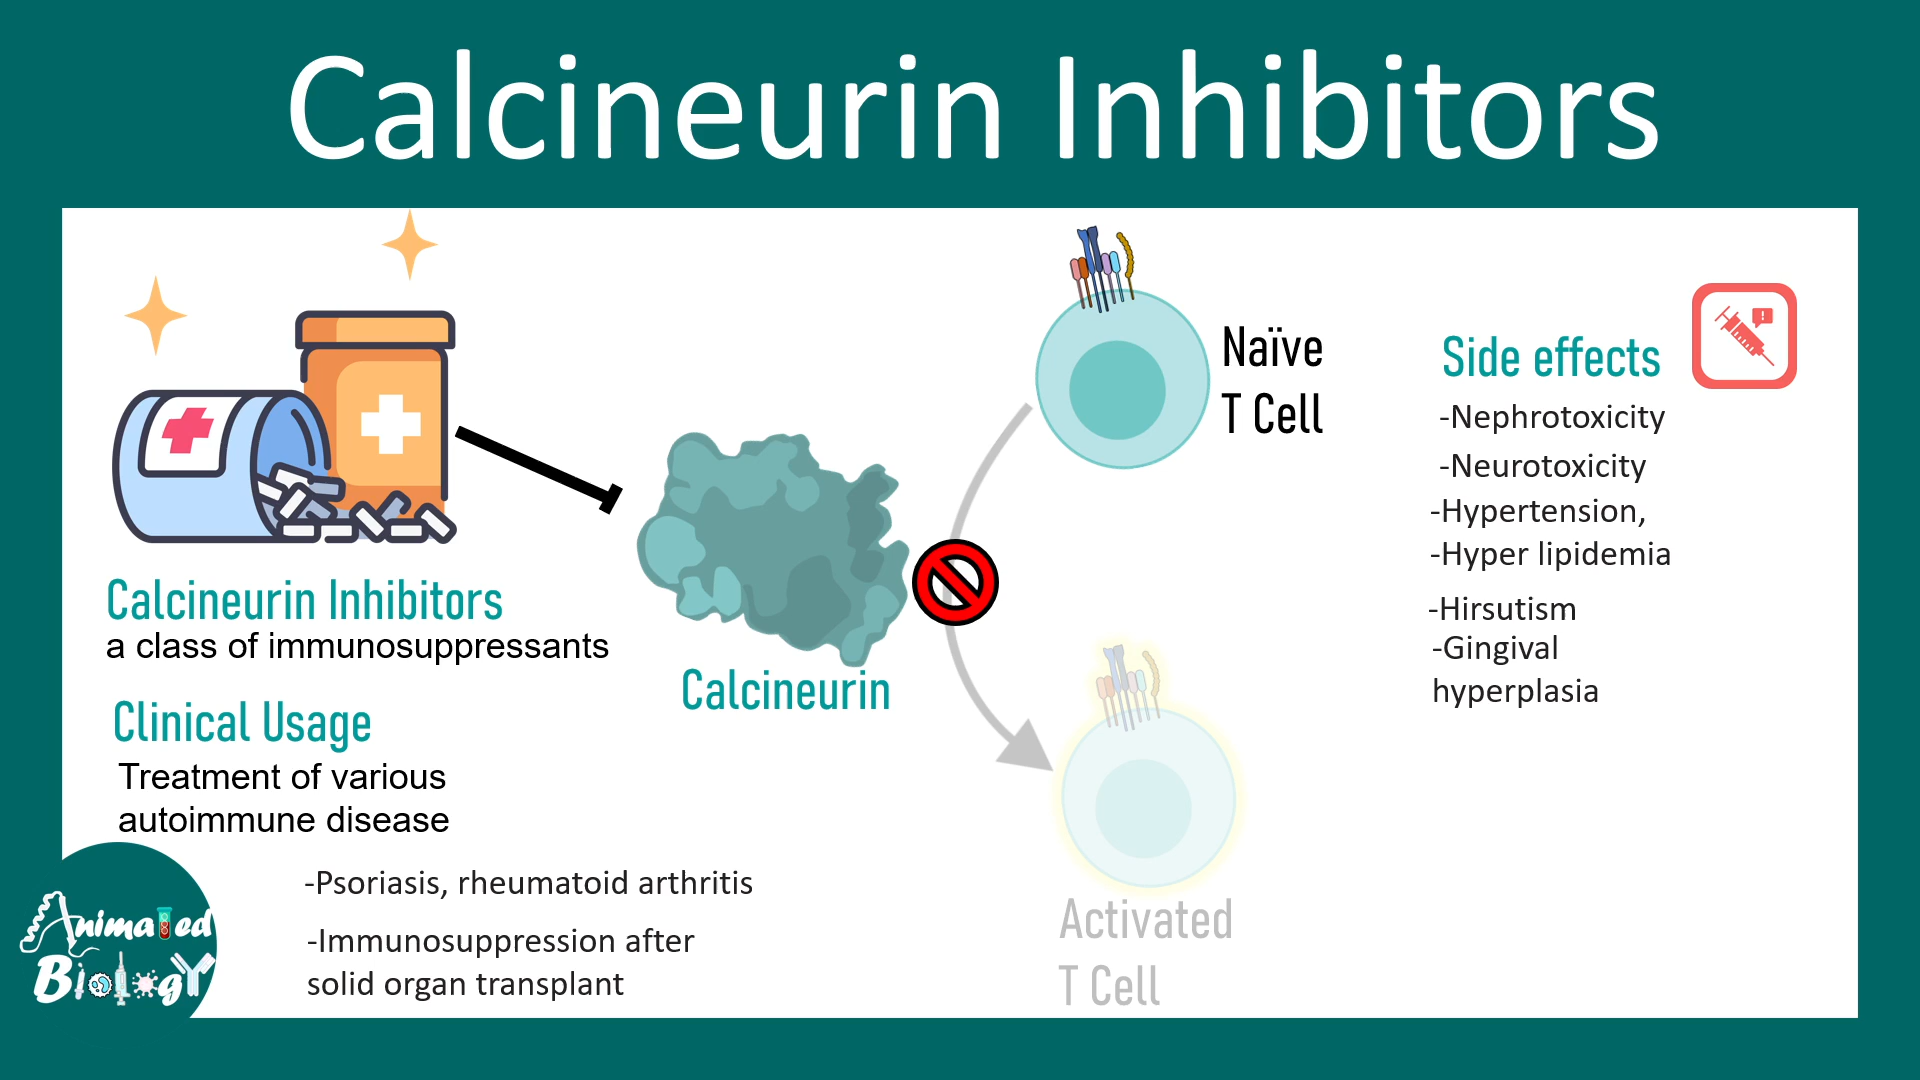 Calcineurin Inhibitors
Calcineurin Inhibitors
a class of immunosuppressants
Clinical Usage
Treatment of various
autoimmune disease
-Psoriasis, rheumatoid arthritis
-Immunosuppression after
solid organ transplant
Calcineurin
Naïve
T Cell
Activated
T Cell
Side effects
!
-Nephrotoxicity
-Neurotoxicity
-Hypertension,
-Hyper lipidemia
-Hirsutism
-Gingival
hyperplasia
Animated
Biology